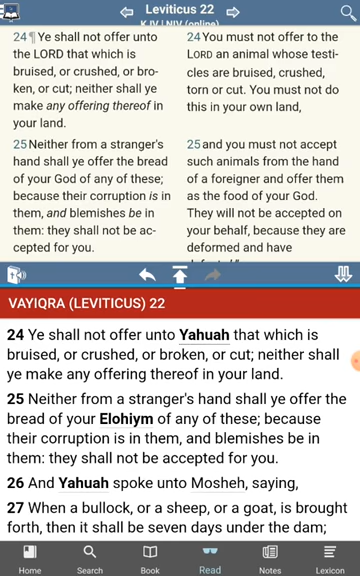 Leviticus 22
KJV | NIV (online)
24 ¶ Ye shall not offer unto
the LORD that which is
bruised, or crushed, or bro-
ken, or cut; neither shall ye
make any offering thereof in
your land.
25 Neither from a stranger's
hand shall ye offer the bread
of your God of any of these;
because their corruption is in
them, and blemishes be in
them: they shall not be ac-
cepted for you.
24 You must not offer to the
LORD an animal whose testi-
cles are bruised, crushed,
torn or cut. You must not do
this in your own land,
25 and you must not accept
such animals from the hand
of a foreigner and offer them
as the food of your God.
They will not be accepted on
your behalf, because they are
deformed and have
VAYIQRA (LEVITICUS) 22
24 Ye shall not offer unto Yahuah that which is
bruised, or crushed, or broken, or cut; neither shall
ye make any offering thereof in your land.
25 Neither from a stranger's hand shall ye offer the
bread of your Elohiym of any of these; because
their corruption is in them, and blemishes be in
them: they shall not be accepted for you.
26 And Yahuah spoke unto Mosheh, saying,
27 When a bullock, or a sheep, or a goat, is brought
forth, then it shall be seven days under the dam;
Home
Search
Book
Read
Notes
Lexicon